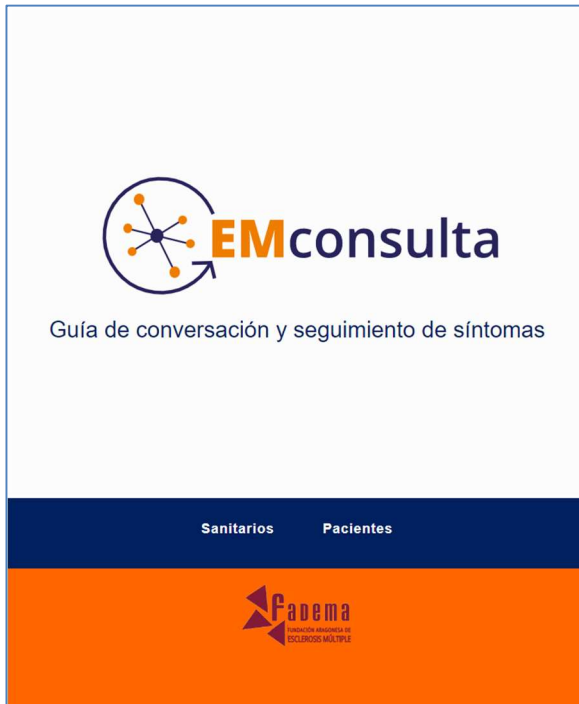 EMconsulta
Guía de conversación y seguimiento de síntomas
Sanitarios Pacientes
Fadema
FUNDACIÓN ARAGONESA DE
ESCLEROSIS MÚLTIPLE